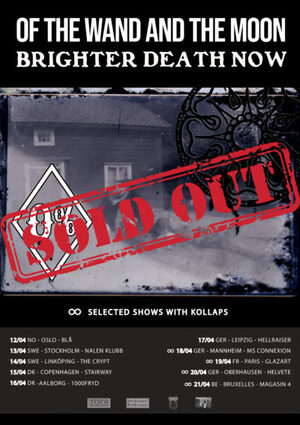 OF THE WAND AND THE MOON
BRIGHTER DEATH NOW
SOLD OUT
∞ SELECTED SHOWS WITH KOLLAPS
12/04 NO - OSLO - BLÅ
13/04 SWE - STOCKHOLM - NALEN KLUBB
14/04 SWE - LINKÖPING - THE CRYPT
15/04 DK - COPENHAGEN - STAIRWAY
16/04 DK -AALBORG - 1000FRYD
17/04 GER - LEIPZIG - HELLRAISER
∞ 18/04 GER - MANNHEIM - MS CONNEXION
∞ 19/04 FR - PARIS - GLAZART
∞ 20/04 GER - OBERHAUSEN - HELVETE
∞ 21/04 BE - BRUXELLES - MAGASIN 4